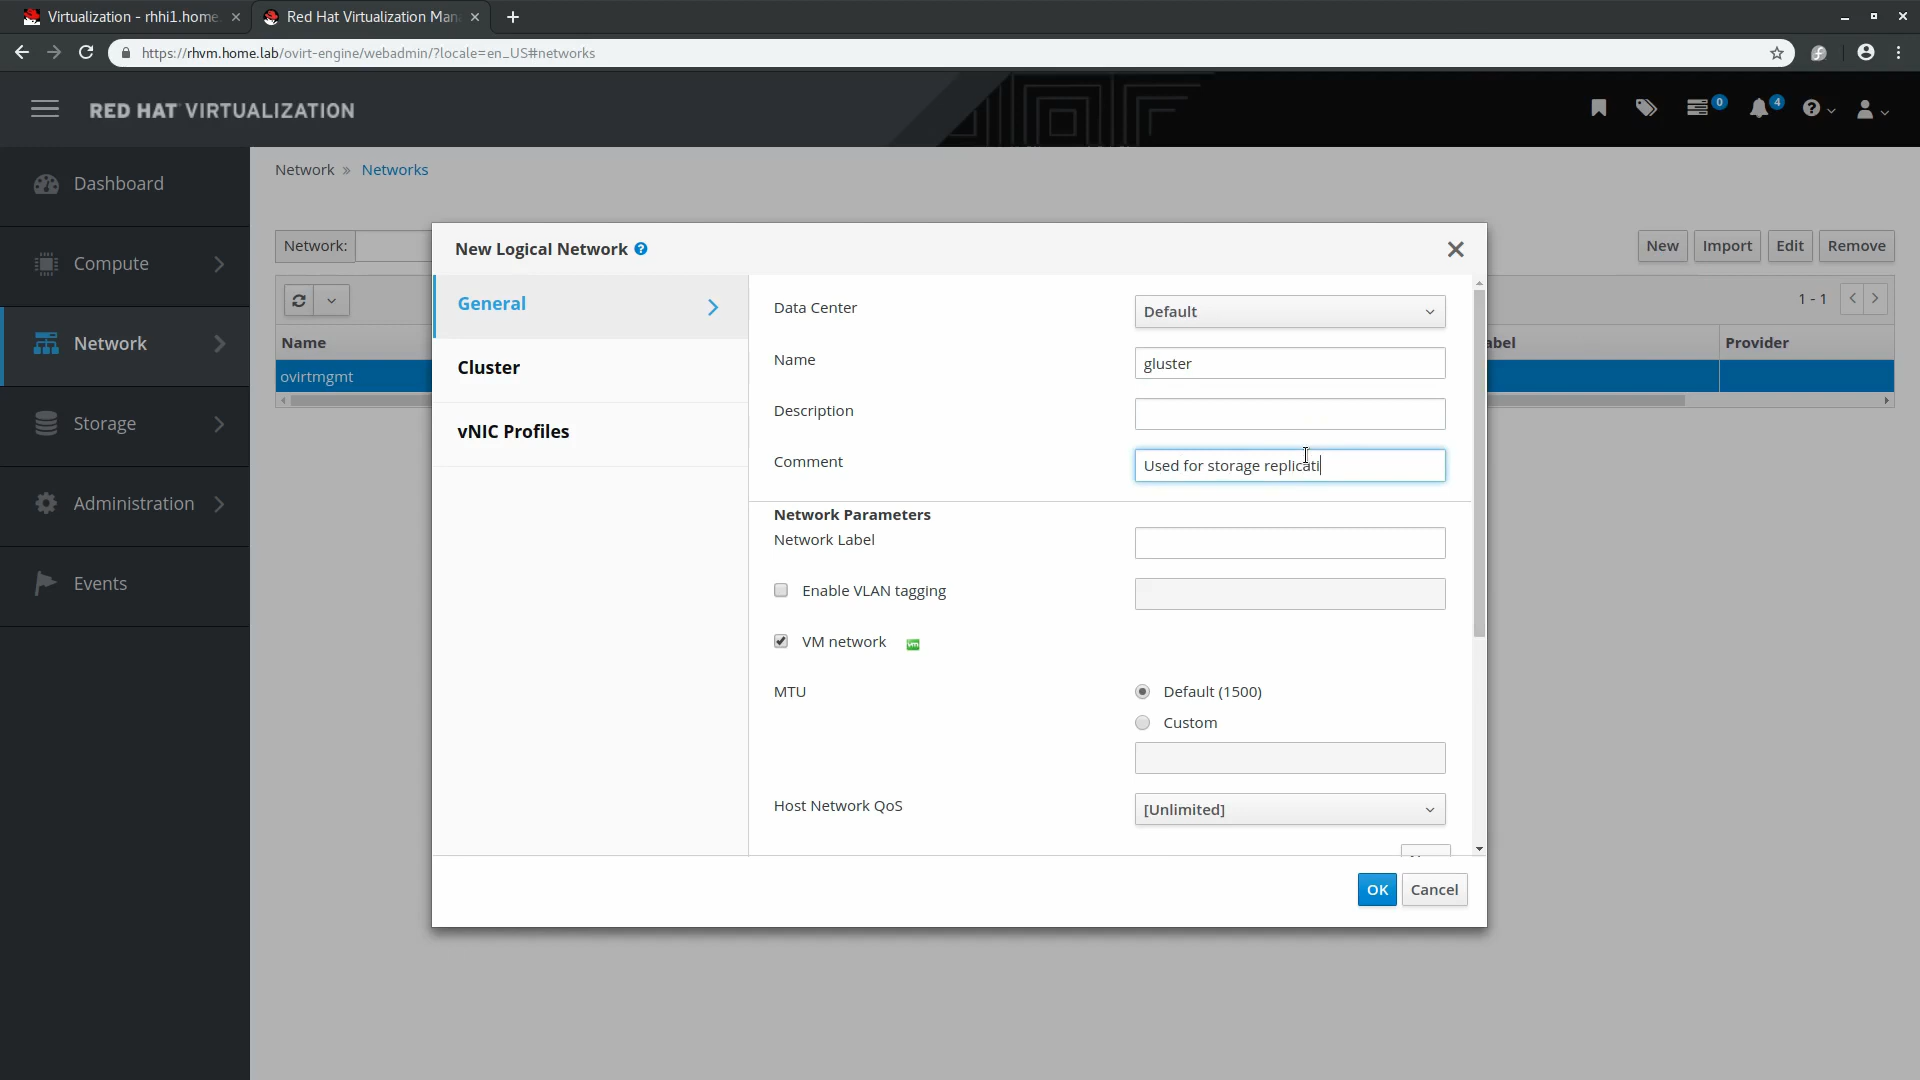 Virtualization - rhhi1.home
Red Hat Virtualization Man
https://rhvm.home.lab/ovirt-engine/webadmin/?locale=en_US#networks
RED HAT VIRTUALIZATION
0
4
Dashboard
Compute
Network
Storage
Administration
Events
Network » Networks
Network:
New
Import
Edit
Remove
1 - 1
Name
abel
Provider
ovirtmgmt
New Logical Network
General
Cluster
vNIC Profiles
Data Center
Default
Name
gluster
Description
Comment
Used for storage replicati
Network Parameters
Network Label
Enable VLAN tagging
VM network
vm
MTU
Default (1500)
Custom
Host Network QoS
[Unlimited]
OK
Cancel